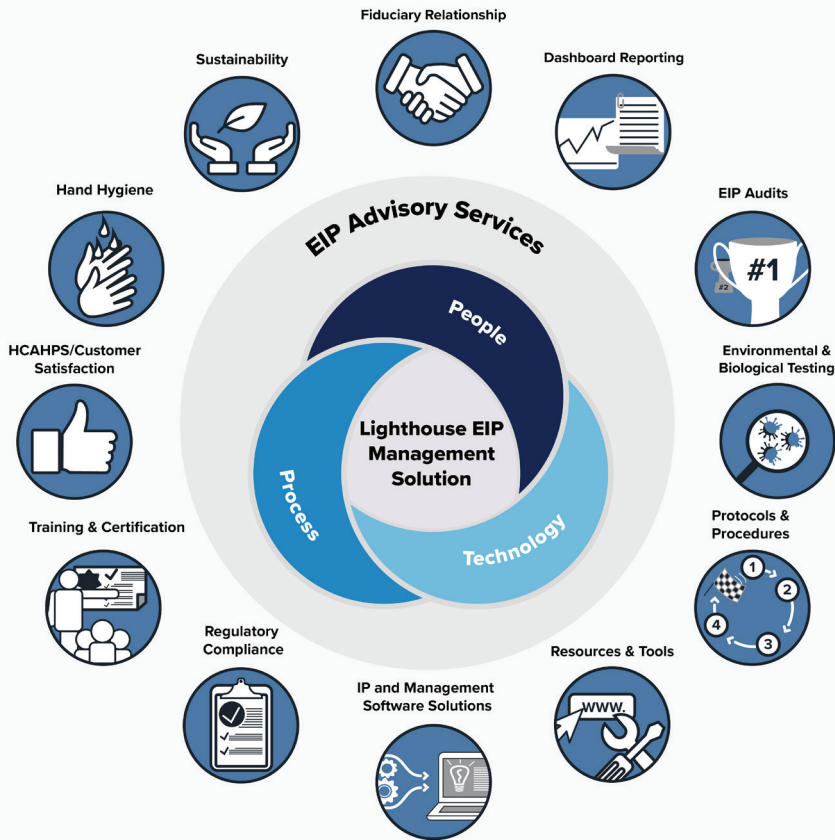 Fiduciary Relationship
Sustainability
Dashboard Reporting
Hand Hygiene
EIP Audits
#1
#2
EIP Advisory Services
People
HCAHPS/Customer
Satisfaction
Environmental &
Biological Testing
Lighthouse EIP
Management
Solution
Process
Technology
Training & Certification
Protocols &
Procedures
1
2
3
4
Regulatory
Compliance
Resources & Tools
WWW.
IP and Management
Software Solutions